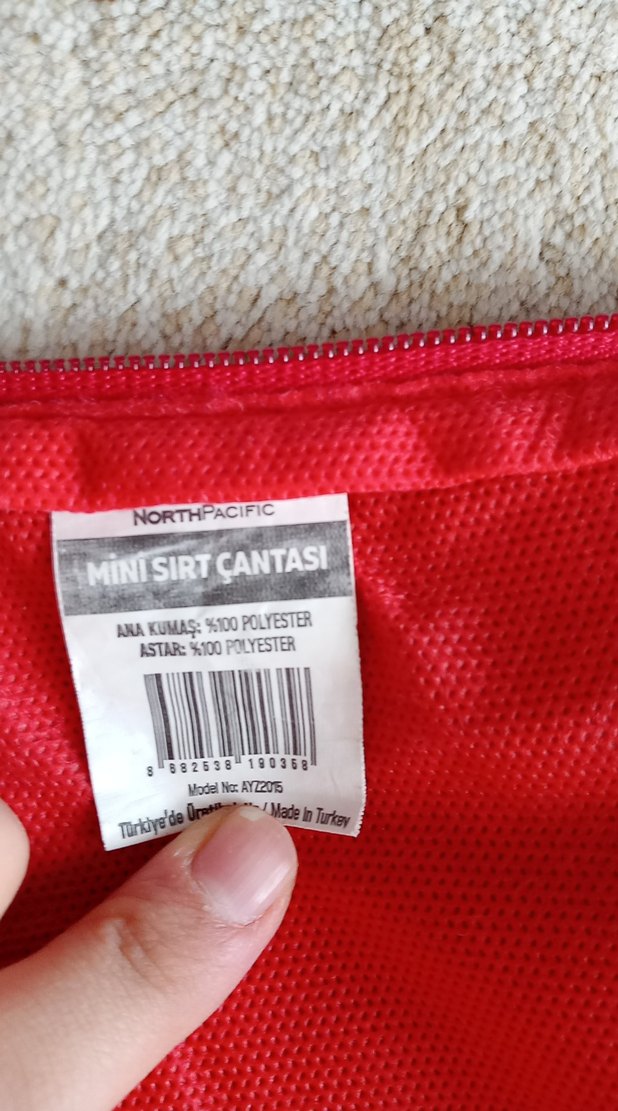 NORTHPACIFIC
MİNİ SIRT ÇANTASI
ANA KUMAŞ: %100 POLYESTER
ASTAR: %100 POLYESTER
8 682538 190368
Model No: AYZ2015
Türkiye'de / Made in Turkey